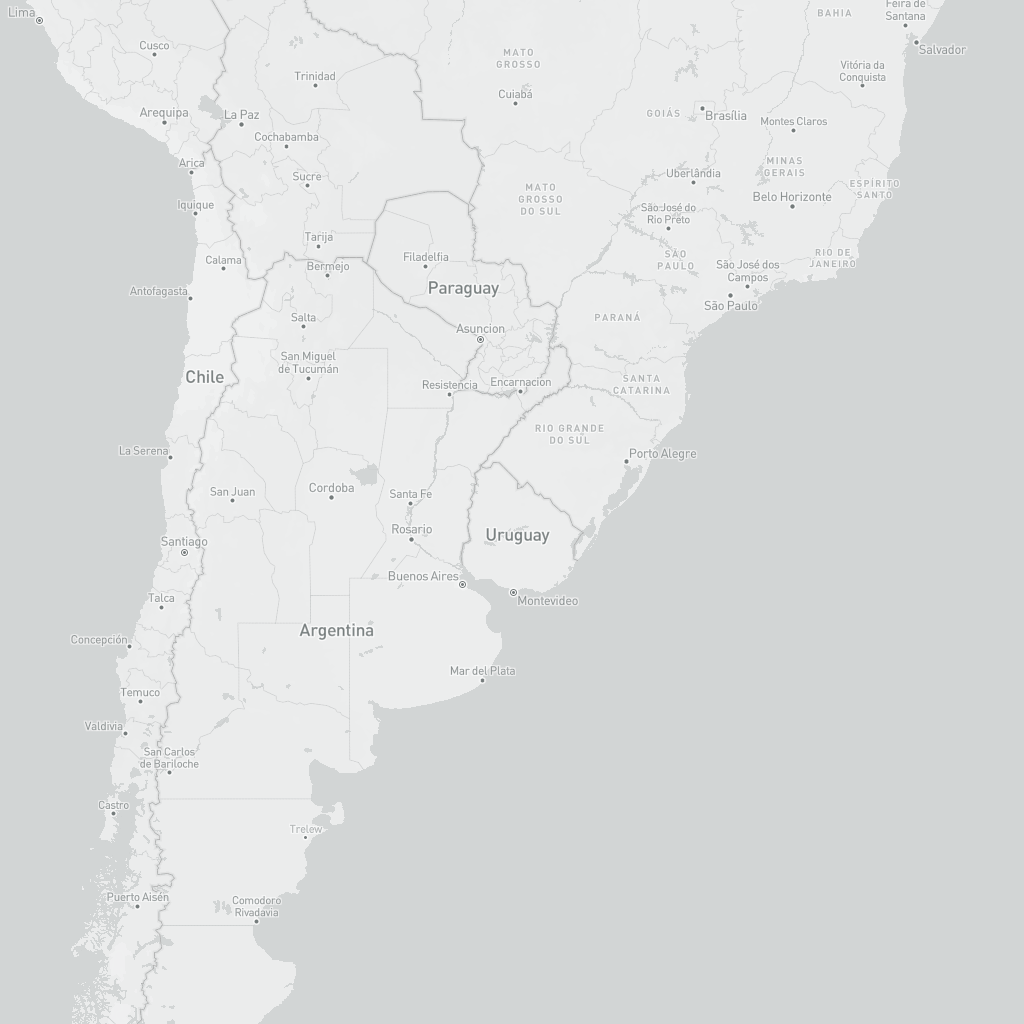 Lima
Cusco
Arequipa
Arica
Iquique
Trinidad
La Paz
Cochabamba
Sucre
Tarija
Bermejo
Calama
Antofagasta
MATO
GROSSO
Cuiabá
GOIÁS
Brasília
BAHIA
Feira de
Santana
Salvador
Vitória da
Conquista
Montes Claros
MINAS
GERAIS
Uberlândia
Belo Horizonte
ESPÍRITO
SANTO
MATO
GROSSO
DO SUL
São José do
Rio Preto
SÃO
PAULO
São José dos
Campos
São Paulo
RIO DE
JANEIRO
Filadelfia
Paraguay
Asuncion
PARANÁ
Salta
San Miguel
de Tucumán
Chile
Resistencia
Encarnacion
SANTA
CATARINA
RIO GRANDE
DO SUL
Porto Alegre
La Serena
San Juan
Cordoba
Santa Fe
Rosario
Uruguay
Santiago
Buenos Aires
Montevideo
Talca
Argentina
Concepción
Mar del Plata
Temuco
Valdivia
San Carlos
de Bariloche
Castro
Trelew
Puerto Aisén
Comodoro
Rivadavia